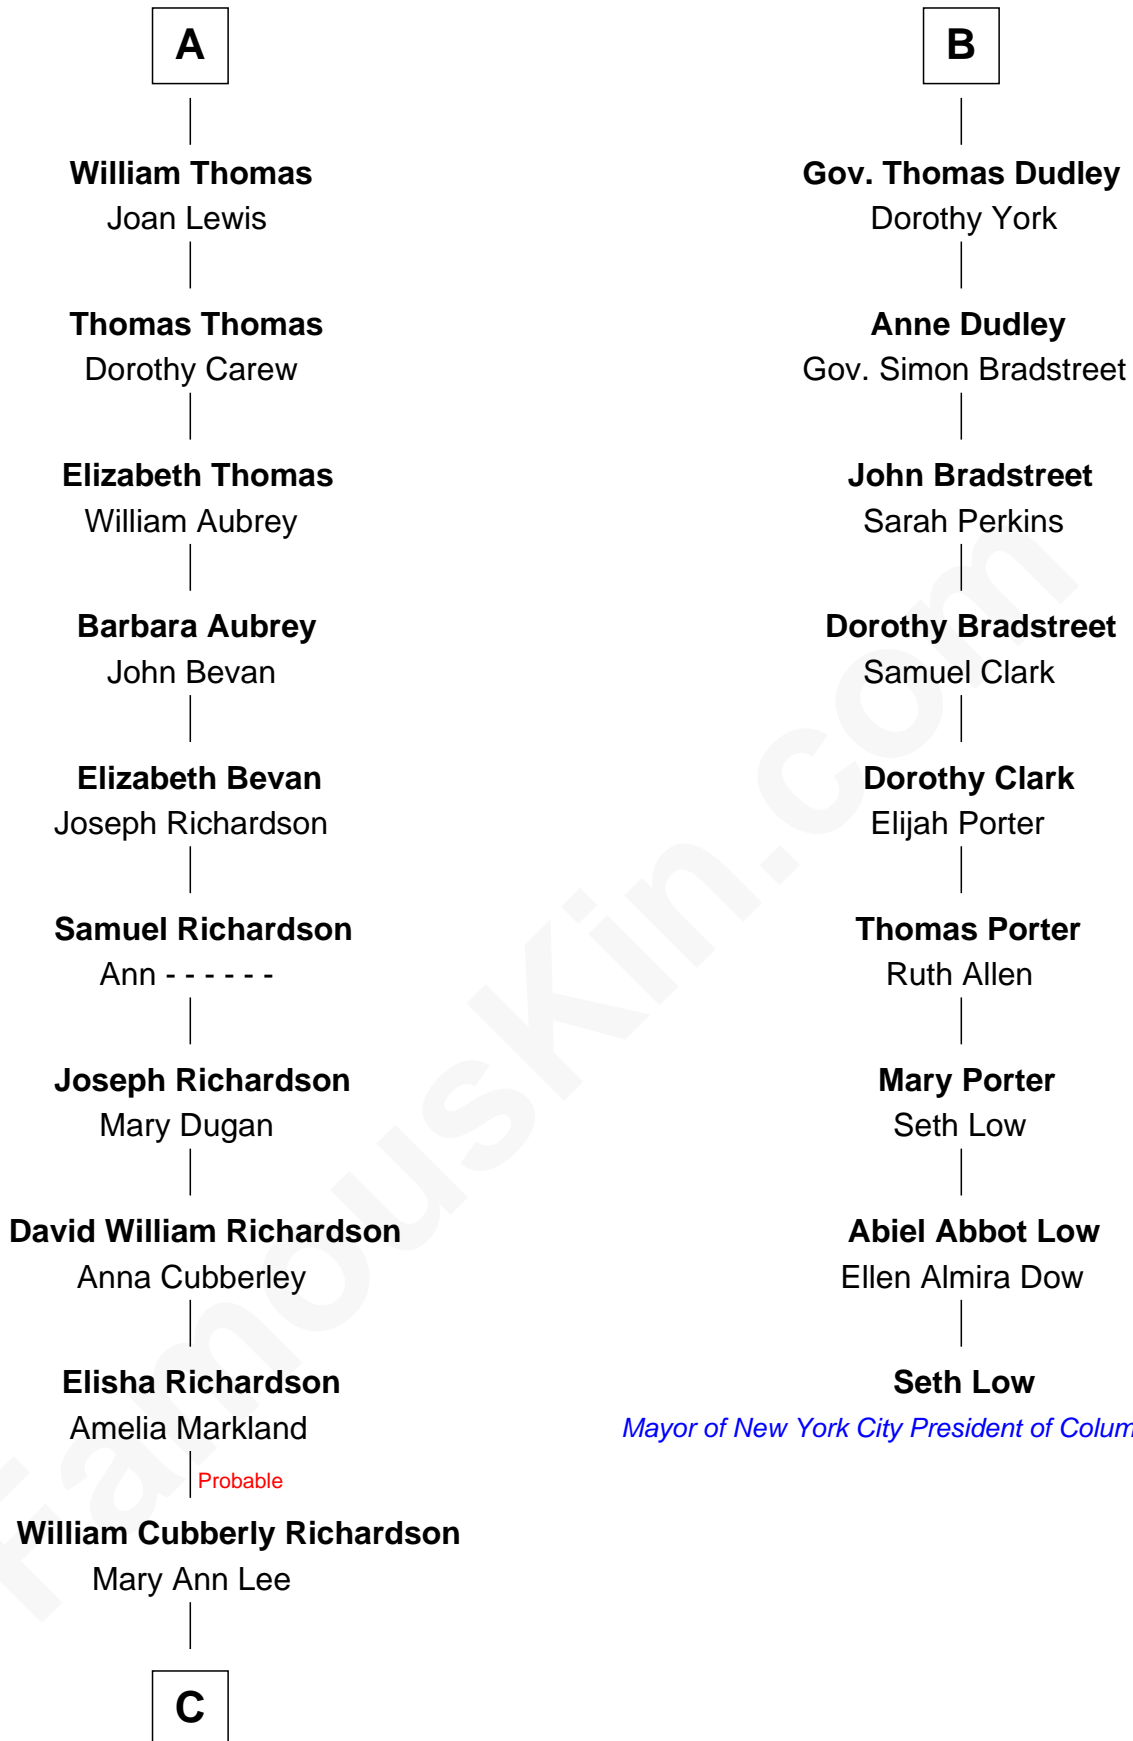 A
William Thomas
Joan Lewis
Thomas Thomas
Dorothy Carew
Elizabeth Thomas
William Aubrey
Barbara Aubrey
John Bevan
Elizabeth Bevan
Joseph Richardson
Samuel Richardson
Ann - - - - - -
Joseph Richardson
Mary Dugan
David William Richardson
Anna Cubberley
Elisha Richardson
Amelia Markland
Probable
William Cubberly Richardson
Mary Ann Lee
C
B
Gov. Thomas Dudley
Dorothy York
Anne Dudley
Gov. Simon Bradstreet
John Bradstreet
Sarah Perkins
Dorothy Bradstreet
Samuel Clark
Dorothy Clark
Elijah Porter
Thomas Porter
Ruth Allen
Mary Porter
Seth Low
Abiel Abbot Low
Ellen Almira Dow
Seth Low
Mayor of New York City President of Colum
FamousKin.com